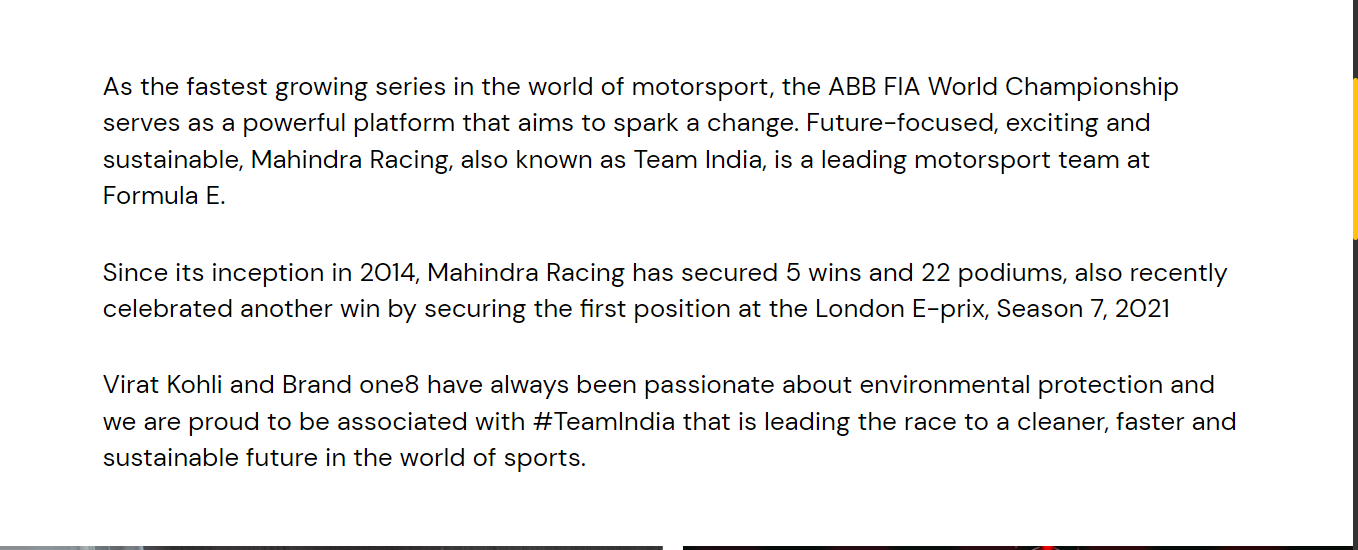 As the fastest growing series in the world of motorsport, the ABB FIA World Championship
serves as a powerful platform that aims to spark a change. Future-focused, exciting and
sustainable, Mahindra Racing, also known as Team India, is a leading motorsport team at
Formula E.
Since its inception in 2014, Mahindra Racing has secured 5 wins and 22 podiums, also recently
celebrated another win by securing the first position at the London E-prix, Season 7, 2021
Virat Kohli and Brand one8 have always been passionate about environmental protection and
we are proud to be associated with #TeamIndia that is leading the race to a cleaner, faster and
sustainable future in the world of sports.